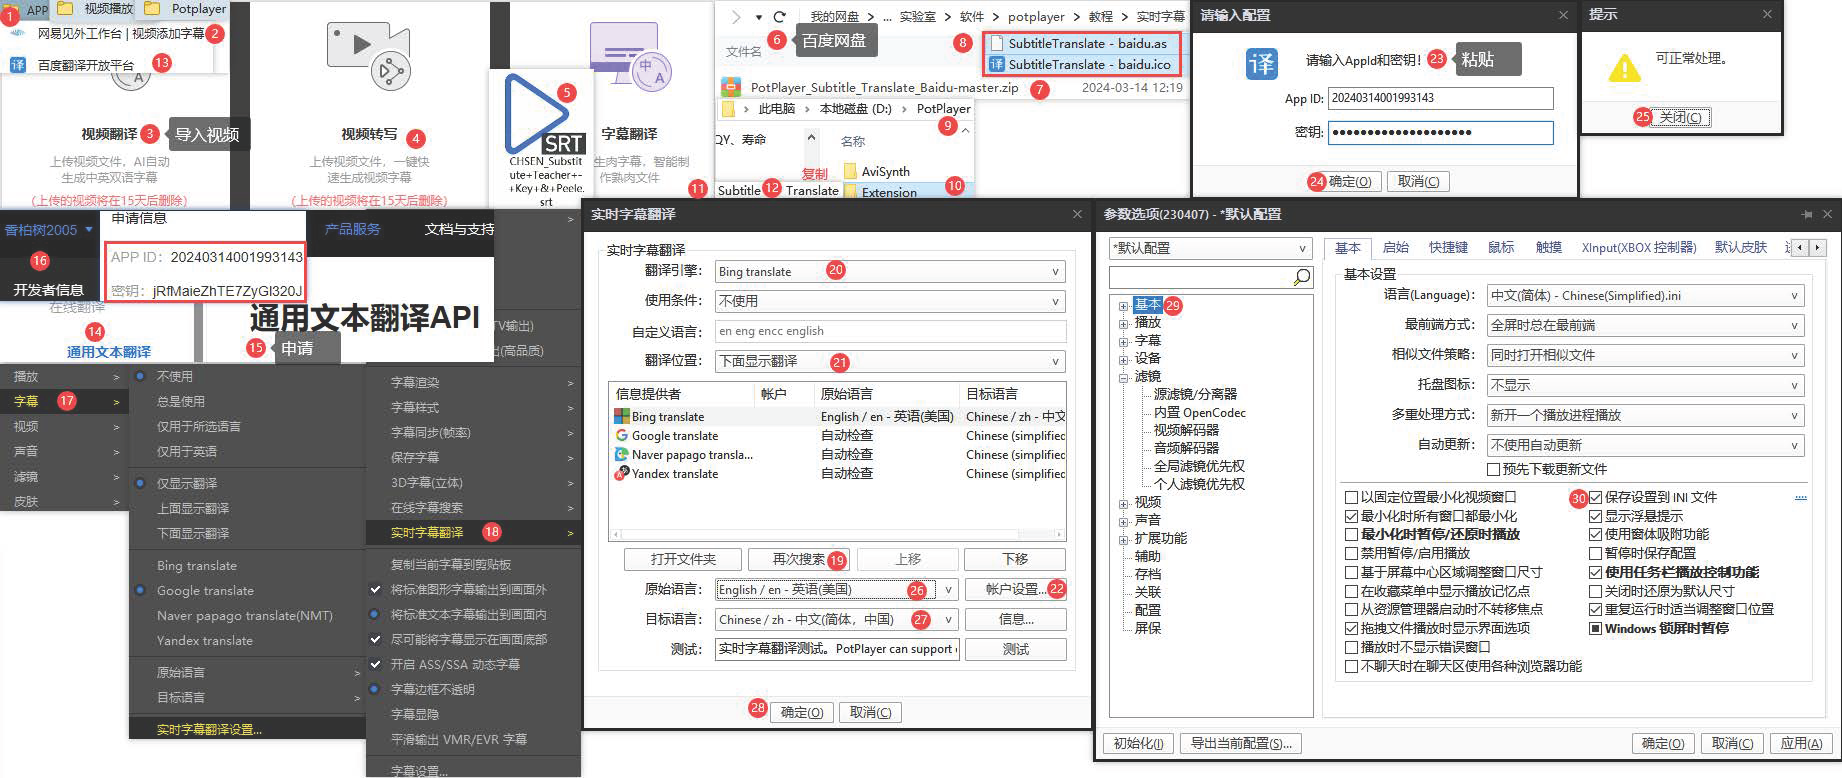 1 APP 视频播放 Potplayer
网易见外工作台 | 视频添加字幕 2
百度翻译开放平台 13
视频翻译 3 导入视频
上传视频文件，AI自动
生成中英双语字幕
(上传的视频将在15天后删除)
视频转写 4
上传视频文件，一键快
速生成视频字幕
(上传的视频将在15天后删除)
5
SRT
CHSEN_Substit
ute+Teacher+-
+Key+&+Peele.
srt
字幕翻译
生肉字幕，智能制
作熟肉文件
11
我的网盘 > ... 实验室 > 软件 > potplayer > 教程 > 实时字幕
文件名 6 百度网盘 8
SubtitleTranslate - baidu.as
SubtitleTranslate - baidu.ico
PotPlayer_Subtitle_Translate_Baidu-master.zip 7 2024-03-14 12:19
此电脑 > 本地磁盘 (D:) > PotPlayer
9
QY、寿命
名称
复制
AviSynth
Subtitle 12 Translate
Extension 10
请输入配置
译
请输入AppId和密钥! 23 粘贴
App ID: 20240314001993143
密钥: ●●●●●●●●●●●●●●●●●●●●
24 确定(O) 取消(C)
提示
可正常处理。
25 关闭(C)
香柏树2005
16
开发者信息
申请信息
APP ID: 20240314001993143
密钥: jRfMaieZhTE7ZyGl320J
产品服务 文档与支持
在线翻译
14
通用文本翻译
通用文本翻译API
15 申请
TV输出)
出(高品质)
播放 >
字幕 17 >
视频 >
声音 >
滤镜 >
皮肤 >
不使用
总是使用
仅用于所选语言
仅用于英语
仅显示翻译
上面显示翻译
下面显示翻译
Bing translate
Google translate
Naver papago translate(NMT)
Yandex translate
原始语言 >
目标语言 >
实时字幕翻译设置...
字幕渲染 >
字幕样式 >
字幕同步(帧率) >
保存字幕 >
3D字幕(立体) >
在线字幕搜索 >
实时字幕翻译 18 >
复制当前字幕到剪贴板
将标准图形字幕输出到画面外
将标准文本字幕输出到画面内
尽可能将字幕显示在画面底部
开启 ASS/SSA 动态字幕
字幕边框不透明
字幕显隐
平滑输出 VMR/EVR 字幕
字幕设置...
实时字幕翻译
实时字幕翻译
翻译引擎: Bing translate 20
使用条件: 不使用
自定义语言: en eng encc english
翻译位置: 下面显示翻译 21
信息提供者 帐户 原始语言 目标语言
Bing translate English / en - 英语(美国) Chinese / zh - 中文
Google translate 自动检查 Chinese (simplified
Naver papago transla... 自动检查 Chinese (simplified
Yandex translate 自动检查 Chinese (simplified
打开文件夹 再次搜索 19 上移 下移
原始语言: English / en - 英语(美国) 26 帐户设置... 22
目标语言: Chinese / zh - 中文(简体，中国) 27 信息...
测试: 实时字幕翻译测试。PotPlayer can support 测试
28 确定(O) 取消(C)
参数选项(230407) - *默认配置
*默认配置
基本 29
播放
字幕
设备
滤镜
源滤镜/分离器
内置 OpenCodec
视频解码器
音频解码器
全局滤镜优先权
个人滤镜优先权
视频
声音
扩展功能
辅助
存档
关联
配置
屏保
基本 启始 快捷键 鼠标 触摸 XInput(XBOX 控制器) 默认皮肤
基本设置
语言(Language): 中文(简体) - Chinese(Simplified).ini
最前端方式: 全屏时总在最前端
相似文件策略: 同时打开相似文件
托盘图标: 不显示
多重处理方式: 新开一个播放进程播放
自动更新: 不使用自动更新
预先下载更新文件
以固定位置最小化视频窗口 30 保存设置到 INI 文件 ....
最小化时所有窗口都最小化 显示浮悬提示
最小化时暂停/还原时播放 使用窗体吸附功能
禁用暂停/启用播放 暂停时保存配置
基于屏幕中心区域调整窗口尺寸 使用任务栏播放控制功能
在收藏菜单中显示播放记忆点 关闭时还原为默认尺寸
从资源管理器启动时不转移焦点 重复运行时适当调整窗口位置
拖拽文件播放时显示界面选项 Windows 锁屏时暂停
播放时不显示错误窗口
不聊天时在聊天区使用各种浏览器功能
初始化(I) 导出当前配置(S)... 确定(O) 取消(C) 应用(A)